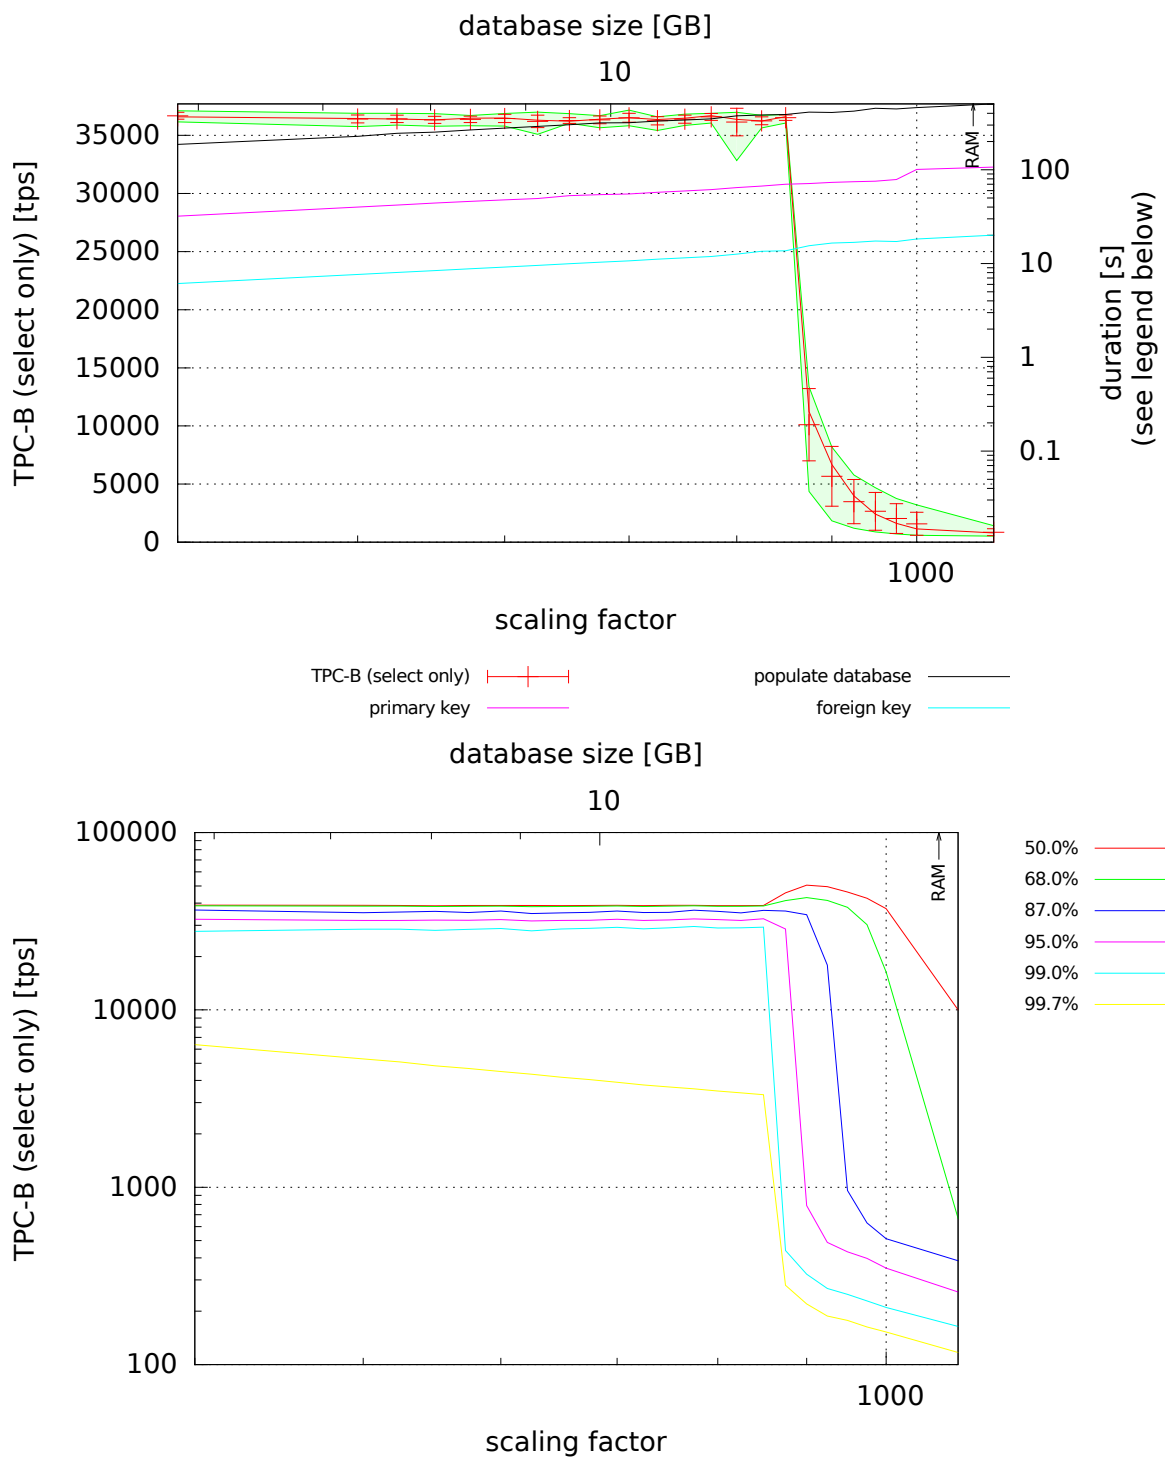 database size [GB]
10
35000
30000
25000
20000
15000
10000
5000
0
TPC-B (select only) [tps]
RAM
100
10
1
0.1
duration [s]
(see legend below)
1000
scaling factor
TPC-B (select only)
populate database
primary key
foreign key
database size [GB]
10
100000
10000
1000
100
TPC-B (select only) [tps]
RAM
50.0%
68.0%
87.0%
95.0%
99.0%
99.7%
1000
scaling factor